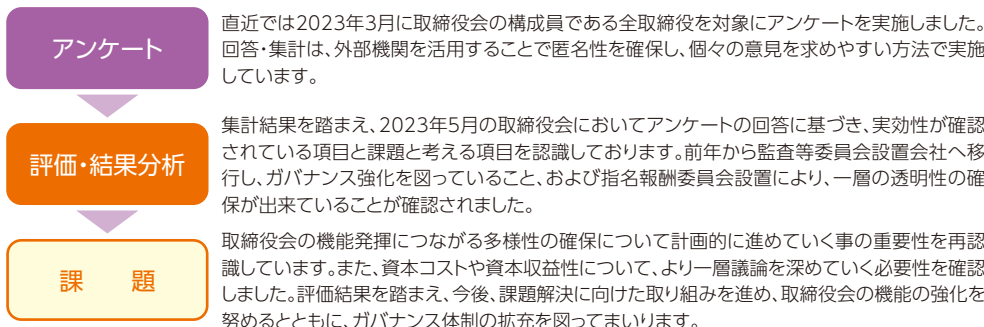 アンケート
直近では2023年3月に取締役会の構成員である全取締役を対象にアンケートを実施しました。
回答・集計は、外部機関を活用することで匿名性を確保し、個々の意見を求めやすい方法で実施
しています。
評価・結果分析
集計結果を踏まえ、2023年5月の取締役会においてアンケートの回答に基づき、実効性が確認
されている項目と課題と考える項目を認識しております。前年から監査等委員会設置会社へ移
行し、ガバナンス強化を図っていること、および指名報酬委員会設置により、一層の透明性の確
保が出来ていることが確認されました。
課　題
取締役会の機能発揮につながる多様性の確保について計画的に進めていく事の重要性を再認
識しています。また、資本コストや資本収益性について、より一層議論を深めていく必要性を確認
しました。評価結果を踏まえ、今後、課題解決に向けた取り組みを進め、取締役会の機能の強化を
努めるとともに、ガバナンス体制の拡充を図ってまいります。